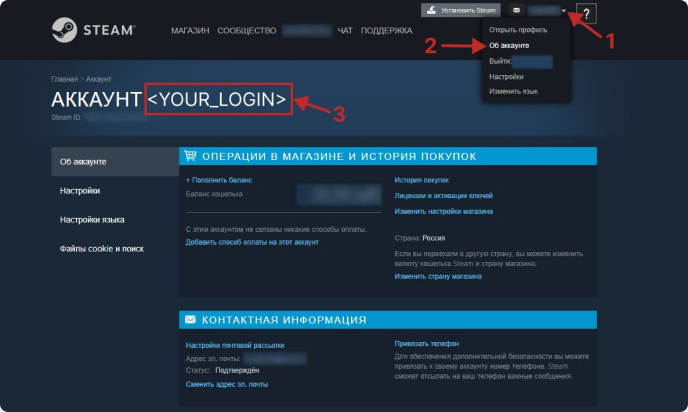 Установить Steam
?
STEAM
МАГАЗИН СООБЩЕСТВО ЧАТ ПОДДЕРЖКА
1
Открыть профиль
2
Об аккаунте
Выйти:
Настройки
Изменить язык
Главная > Аккаунт
АККАУНТ <YOUR_LOGIN>
3
Steam ID:
Об аккаунте
Настройки
Настройки языка
Файлы cookie и поиск
ОПЕРАЦИИ В МАГАЗИНЕ И ИСТОРИЯ ПОКУПОК
+ Пополнить баланс
Баланс кошелька
С этим аккаунтом не связаны никакие способы оплаты.
Добавить способ оплаты на этот аккаунт
История покупок
Лицензии и активации ключей
Изменить настройки магазина
Страна: Россия
Если вы переехали в другую страну, вы можете изменить
валюту кошелька Steam и страну магазина.
Изменить страну магазина
КОНТАКТНАЯ ИНФОРМАЦИЯ
Настройки почтовой рассылки
Адрес эл. почты:
Статус: Подтверждён
Сменить адрес эл. почты
Привязать телефон
Для обеспечения дополнительной безопасности вы можете
привязать к своему аккаунту номер телефона. Steam
сможет отсылать на ваш телефон важные сообщения.